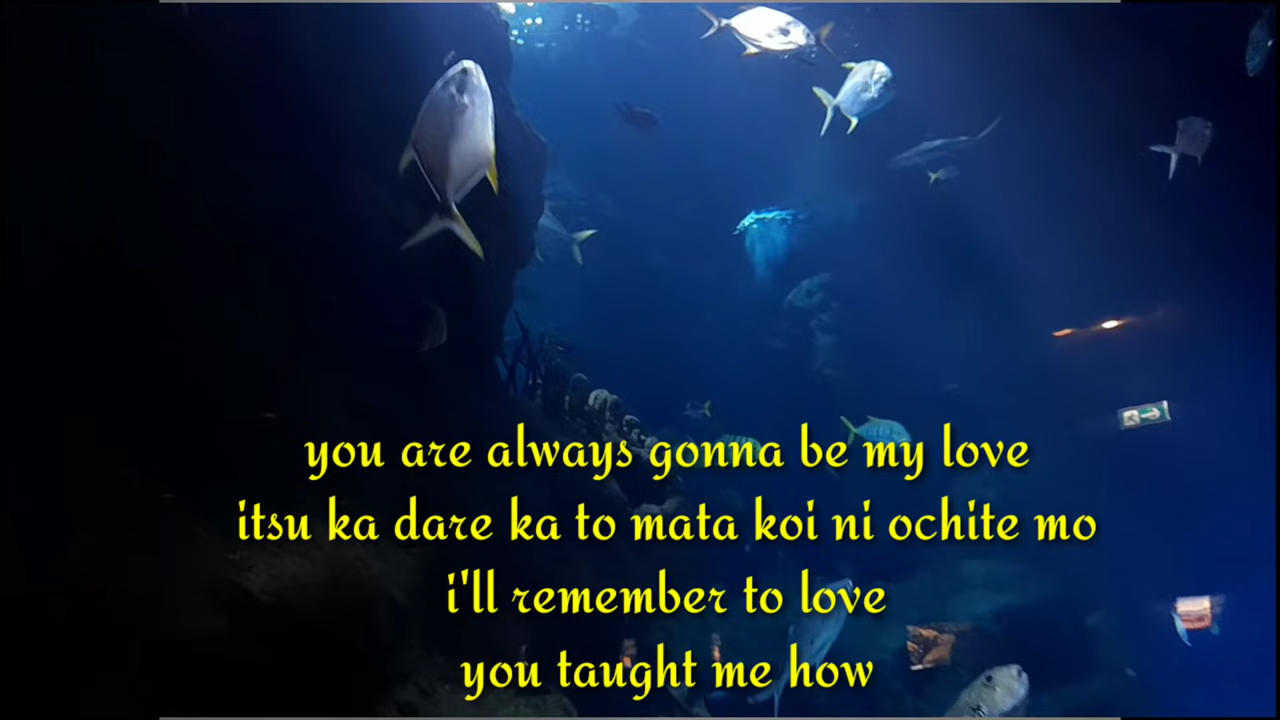 you are always gonna be my love
itsu ka dare ka to mata koi ni ochite mo
i'll remember to love
you taught me how